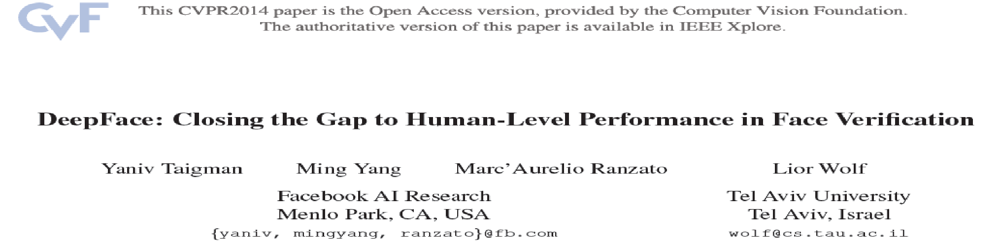 CVF
This CVPR2014 paper is the Open Access version, provided by the Computer Vision Foundation.
The authoritative version of this paper is available in IEEE Xplore.
DeepFace: Closing the Gap to Human-Level Performance in Face Verification
Yaniv Taigman Ming Yang Marc'Aurelio Ranzato Lior Wolf
Facebook AI Research Tel Aviv University
Menlo Park, CA, USA Tel Aviv, Israel
{yaniv, mingyang, ranzato}@fb.com wolf@cs.tau.ac.il